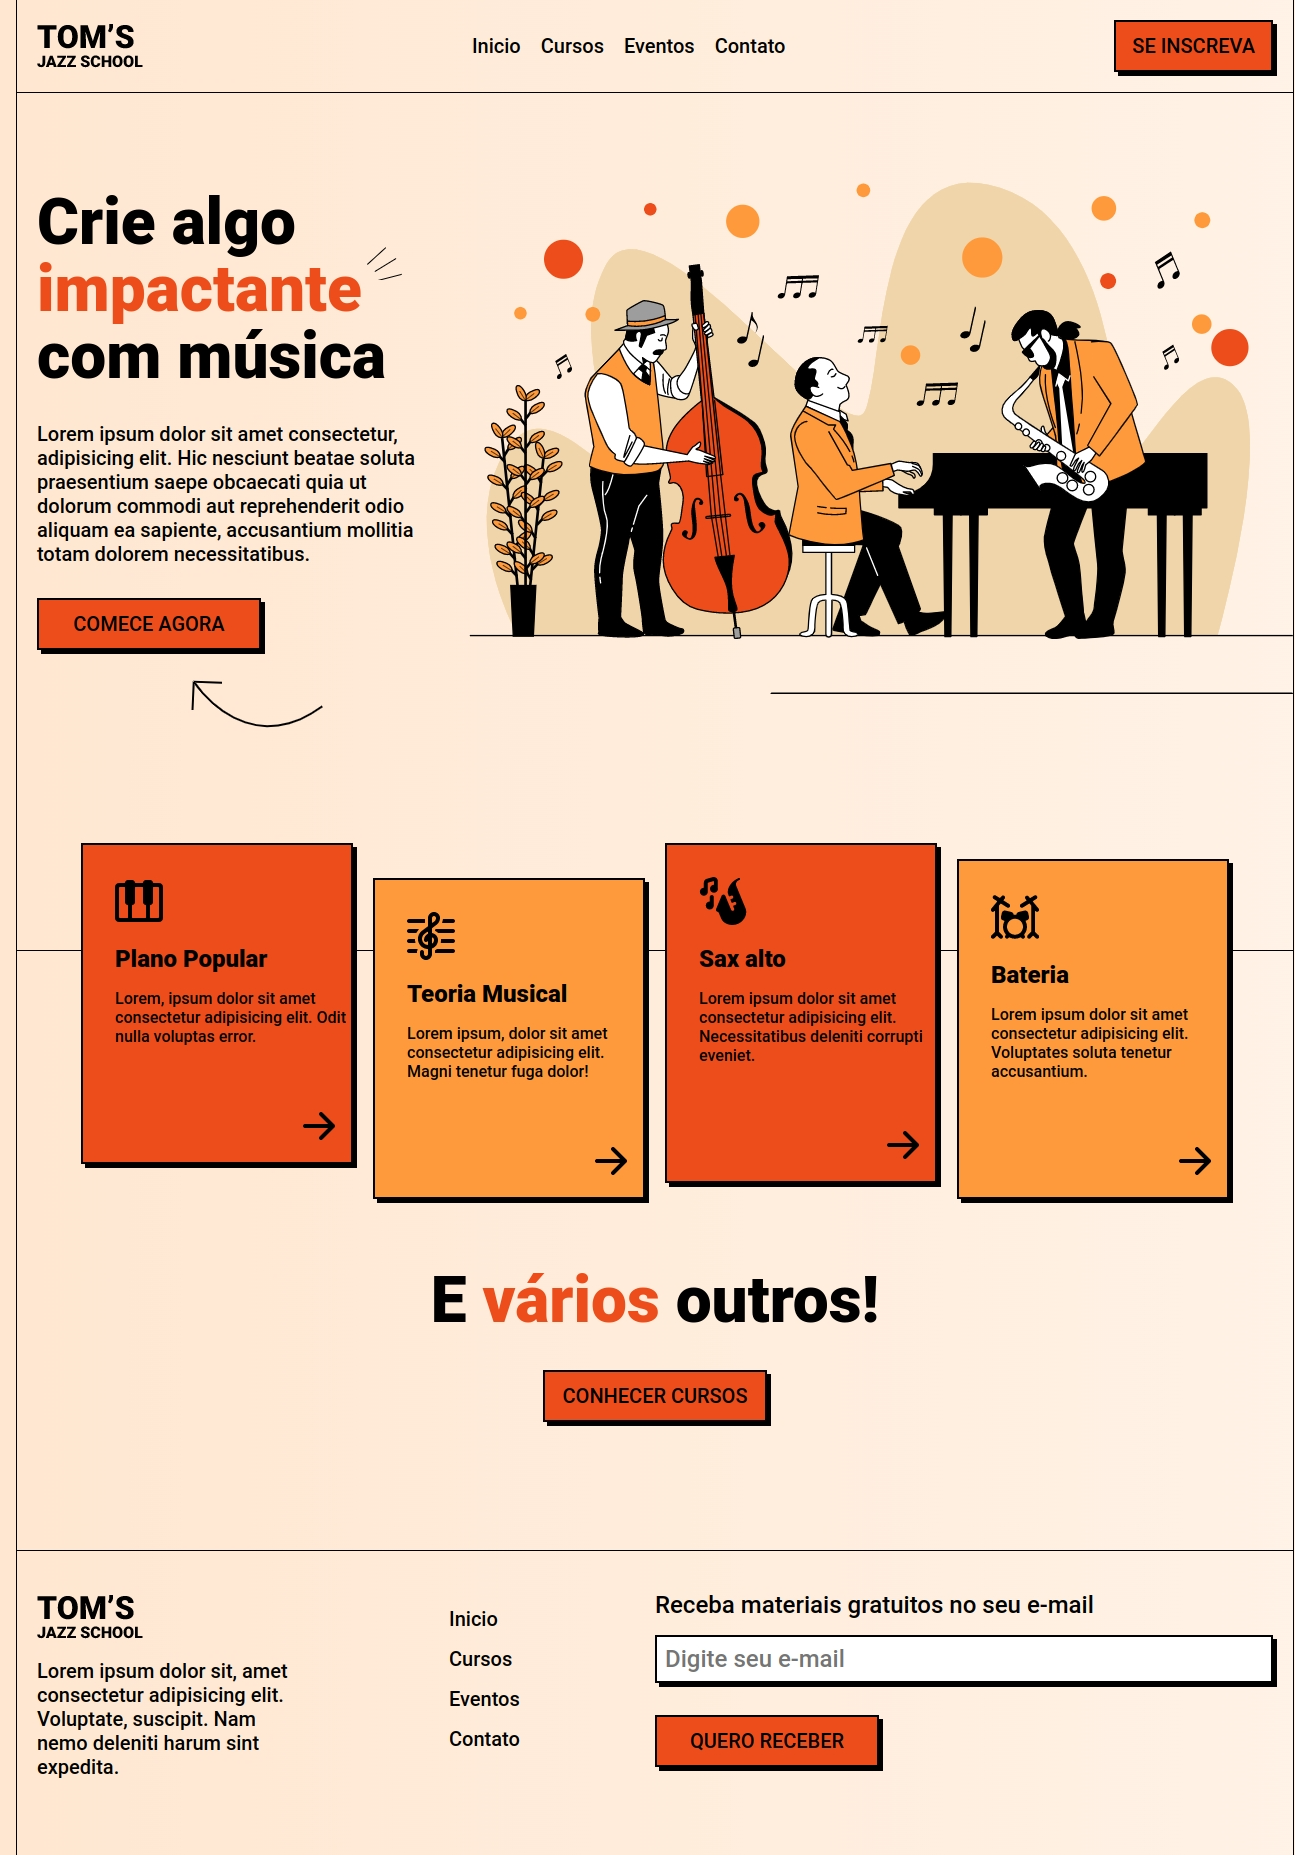 TOM'S
JAZZ SCHOOL
Inicio Cursos Eventos Contato
SE INSCREVA
Crie algo
impactante
com música
Lorem ipsum dolor sit amet consectetur,
adipisicing elit. Hic nesciunt beatae soluta
praesentium saepe obcaecati quia ut
dolorum commodi aut reprehenderit odio
aliquam ea sapiente, accusantium mollitia
totam dolorem necessitatibus.
COMECE AGORA
Plano Popular
Lorem, ipsum dolor sit amet
consectetur adipisicing elit. Odit
nulla voluptas error.
Teoria Musical
Lorem ipsum, dolor sit amet
consectetur adipisicing elit.
Magni tenetur fuga dolor!
Sax alto
Lorem ipsum dolor sit amet
consectetur adipisicing elit.
Necessitatibus deleniti corrupti
eveniet.
Bateria
Lorem ipsum dolor sit amet
consectetur adipisicing elit.
Voluptates soluta tenetur
accusantium.
E vários outros!
CONHECER CURSOS
TOM'S
JAZZ SCHOOL
Lorem ipsum dolor sit, amet
consectetur adipisicing elit.
Voluptate, suscipit. Nam
nemo deleniti harum sint
expedita.
Inicio
Cursos
Eventos
Contato
Receba materiais gratuitos no seu e-mail
Digite seu e-mail
QUERO RECEBER